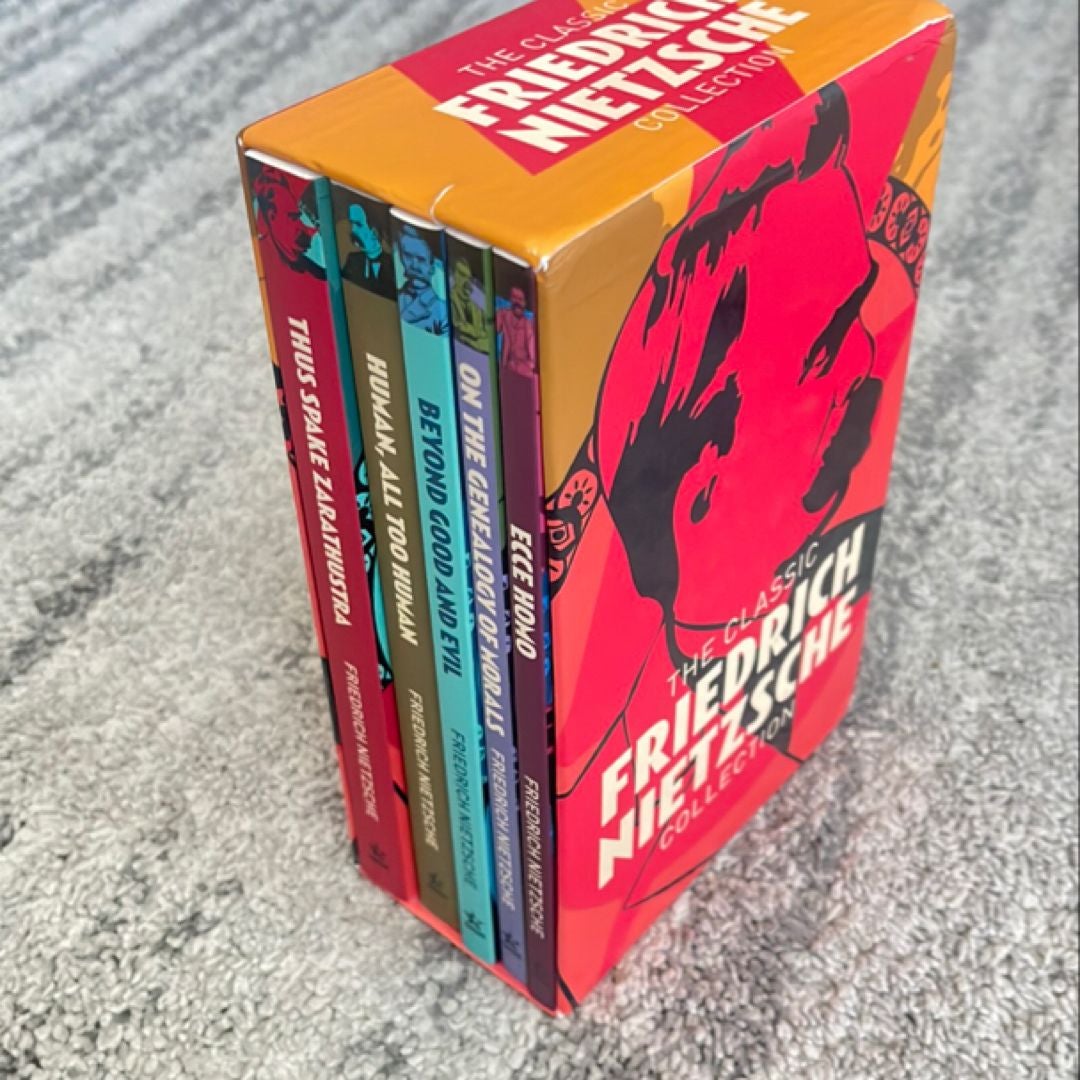 THE CLASSIC
FRIEDRICH
NIETZSCHE
COLLECTION
THUS SPAKE ZARATHUSTRA FRIEDRICH NIETZSCHE
HUMAN, ALL TOO HUMAN FRIEDRICH NIETZSCHE
BEYOND GOOD AND EVIL FRIEDRICH NIETZSCHE
ON THE GENEALOGY OF MORALS FRIEDRICH NIETZSCHE
ECCE HOMO FRIEDRICH NIETZSCHE
THE CLASSIC
FRIEDRICH
NIETZSCHE
COLLECTION